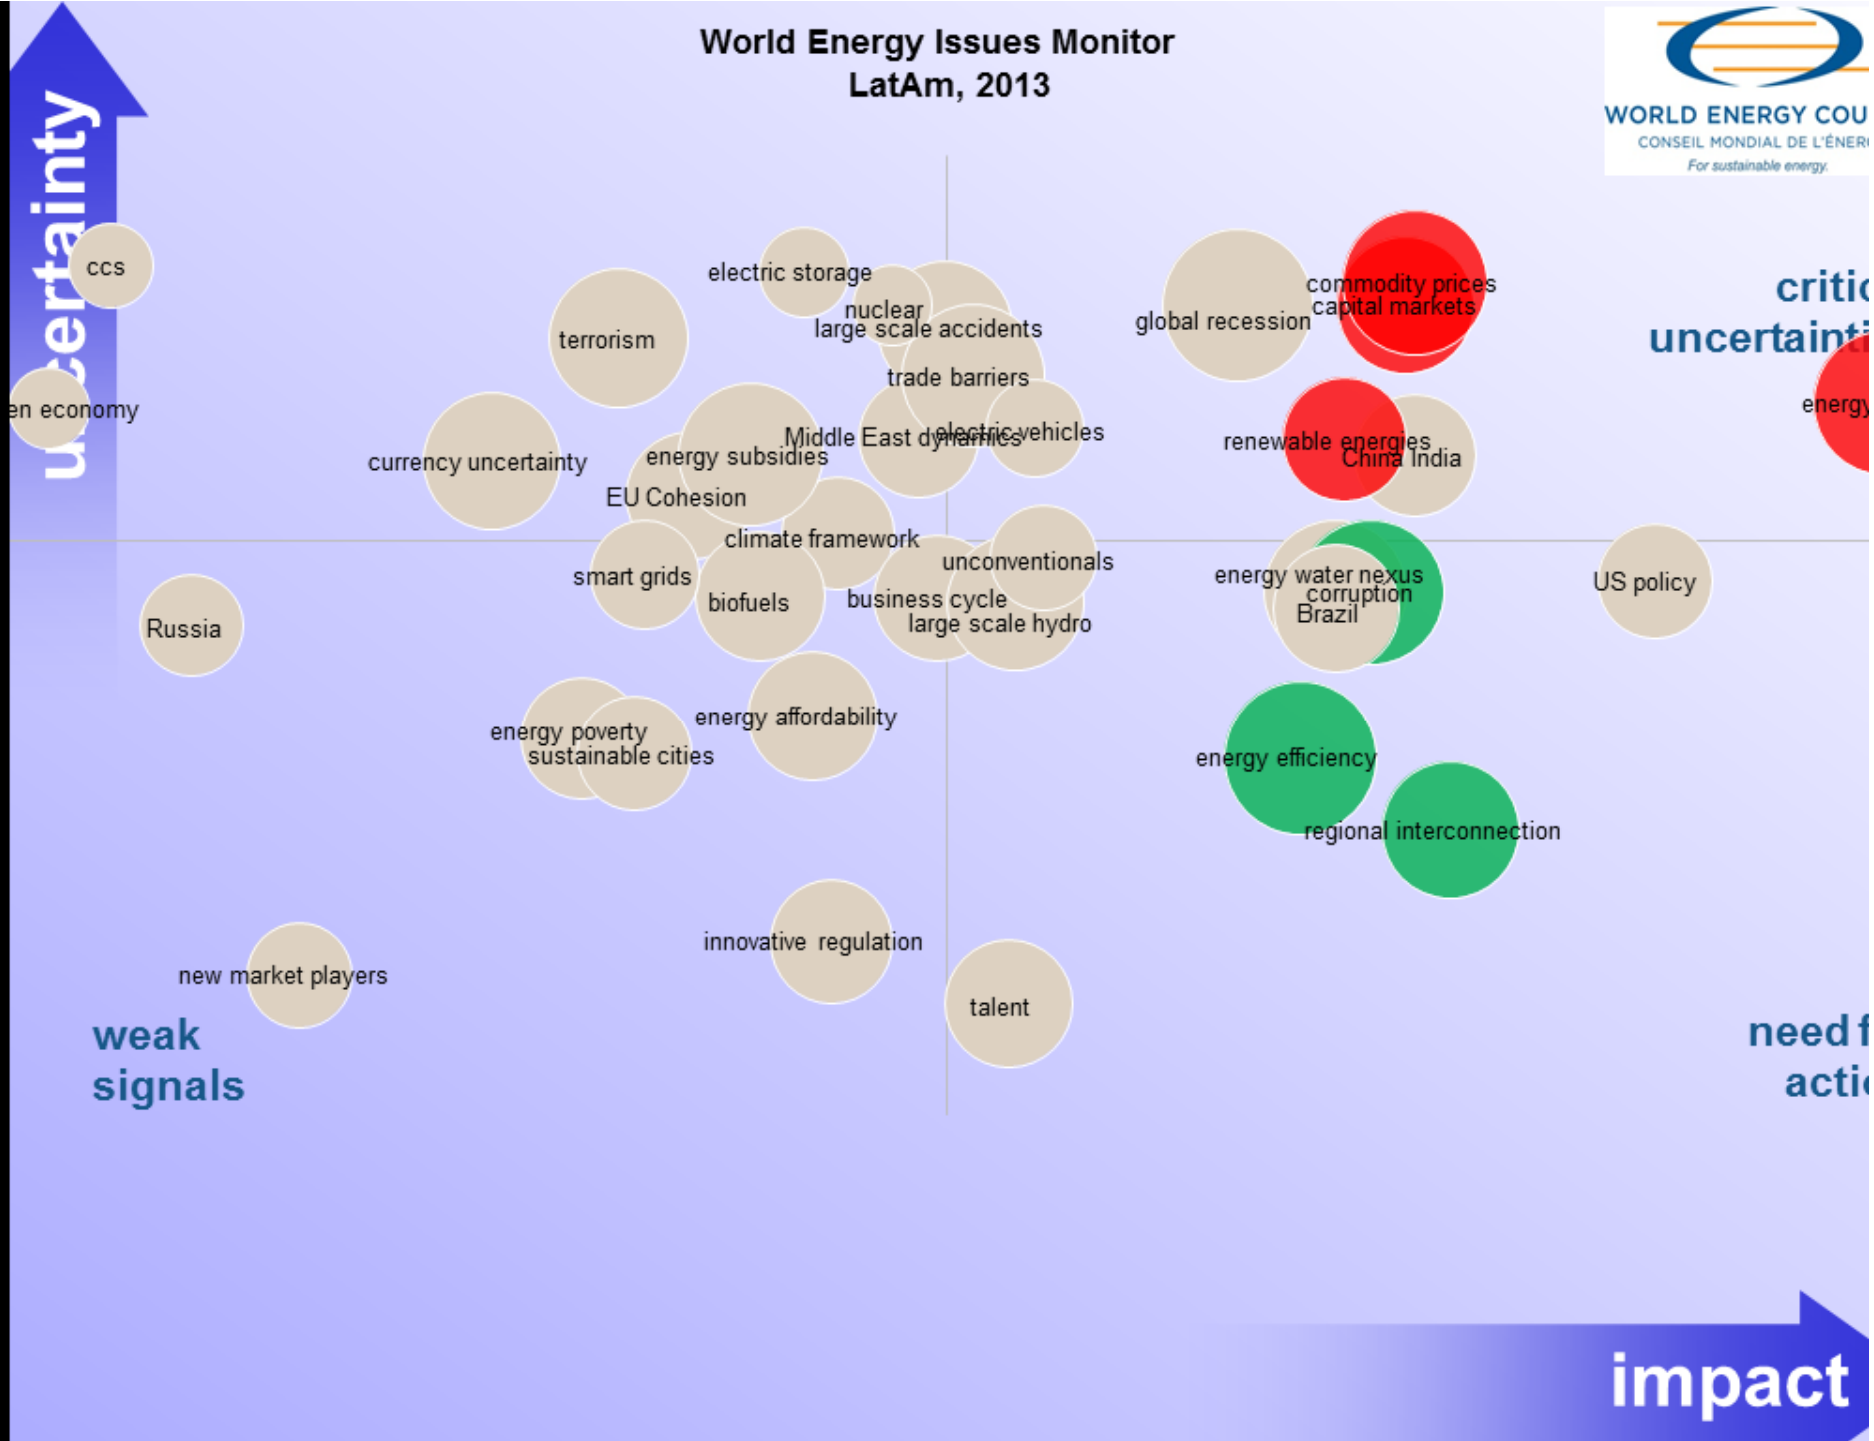 World Energy Issues Monitor
LatAm, 2013
WORLD ENERGY COU
CONSEIL MONDIAL DE L'ÉNER
For sustainable energy.
uncertainty
ccs
electric storage
nuclear
large scale accidents
terrorism
global recession
commodity prices
capital markets
critic
uncertainti
trade barriers
energy
en economy
currency uncertainty
energy subsidies
Middle East dynamics
electric vehicles
renewable energies
China India
EU Cohesion
climate framework
unconventionals
smart grids
biofuels
business cycle
large scale hydro
energy water nexus
corruption
Brazil
US policy
Russia
energy poverty
sustainable cities
energy affordability
energy efficiency
regional interconnection
innovative regulation
new market players
talent
weak
signals
need f
actio
impact